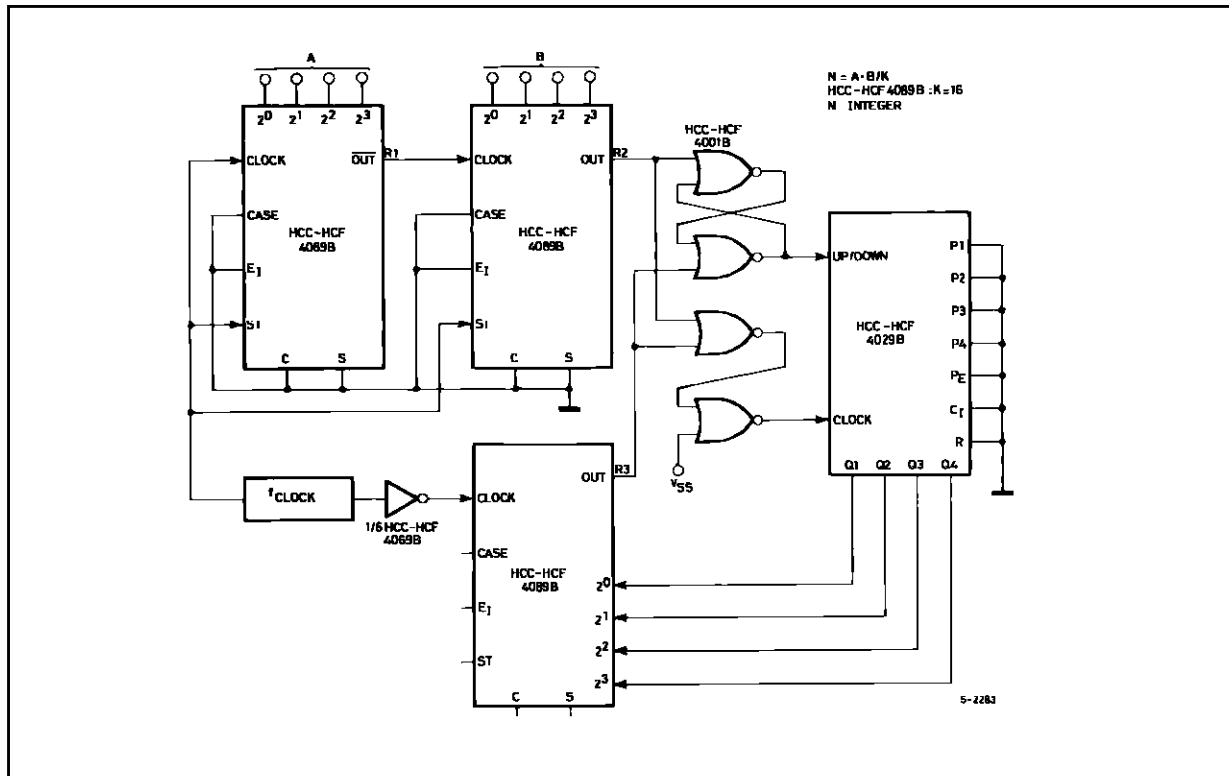 A
2⁰ 2¹ 2² 2³
CLOCK
OUT
R1
CASE
HCC-HCF
4089B
E_I
ST
C S
B
2⁰ 2¹ 2² 2³
CLOCK
OUT
R2
CASE
HCC-HCF
4089B
E_I
ST
C S
HCC-HCF
4001B
N = A·B/K
HCC-HCF 4089B : K=16
N INTEGER
UP/DOWN
HCC-HCF
4029B
CLOCK
P1
P2
P3
P4
P_E
C_I
R
Q1 Q2 Q3 Q4
V_SS
f_CLOCK
1/6 HCC-HCF
4069B
CLOCK
OUT
R3
CASE
HCC-HCF
4089B
E_I
ST
2⁰
2¹
2²
2³
C S
5-2283